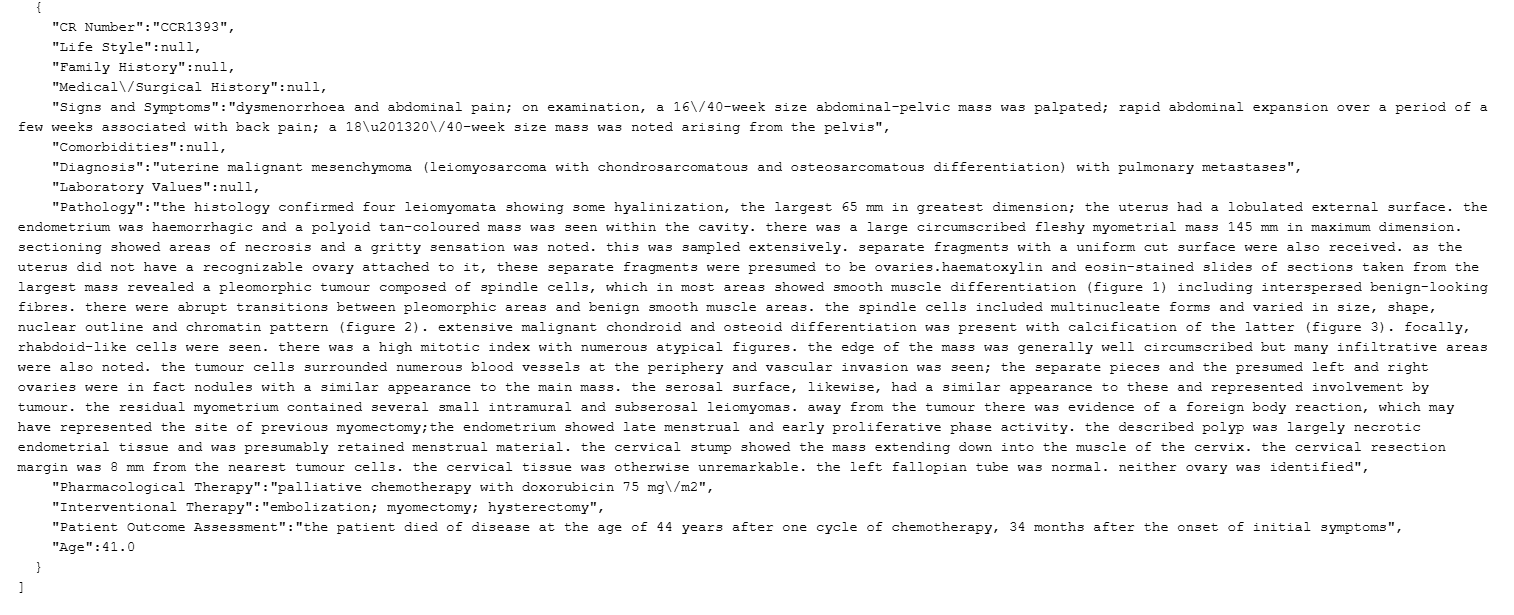 {
"CR Number":"CCR1393",
"Life Style":null,
"Family History":null,
"Medical\/Surgical History":null,
"Signs and Symptoms":"dysmenorrhoea and abdominal pain; on examination, a 16\/40-week size abdominal-pelvic mass was palpated; rapid abdominal expansion over a period of a
few weeks associated with back pain; a 18\u201320\/40-week size mass was noted arising from the pelvis",
"Comorbidities":null,
"Diagnosis":"uterine malignant mesenchymoma (leiomyosarcoma with chondrosarcomatous and osteosarcomatous differentiation) with pulmonary metastases",
"Laboratory Values":null,
"Pathology":"the histology confirmed four leiomyomata showing some hyalinization, the largest 65 mm in greatest dimension; the uterus had a lobulated external surface. the
endometrium was haemorrhagic and a polyoid tan-coloured mass was seen within the cavity. there was a large circumscribed fleshy myometrial mass 145 mm in maximum dimension.
sectioning showed areas of necrosis and a gritty sensation was noted. this was sampled extensively. separate fragments with a uniform cut surface were also received. as the
uterus did not have a recognizable ovary attached to it, these separate fragments were presumed to be ovaries.haematoxylin and eosin-stained slides of sections taken from the
largest mass revealed a pleomorphic tumour composed of spindle cells, which in most areas showed smooth muscle differentiation (figure 1) including interspersed benign-looking
fibres. there were abrupt transitions between pleomorphic areas and benign smooth muscle areas. the spindle cells included multinucleate forms and varied in size, shape,
nuclear outline and chromatin pattern (figure 2). extensive malignant chondroid and osteoid differentiation was present with calcification of the latter (figure 3). focally,
rhabdoid-like cells were seen. there was a high mitotic index with numerous atypical figures. the edge of the mass was generally well circumscribed but many infiltrative areas
were also noted. the tumour cells surrounded numerous blood vessels at the periphery and vascular invasion was seen; the separate pieces and the presumed left and right
ovaries were in fact nodules with a similar appearance to the main mass. the serosal surface, likewise, had a similar appearance to these and represented involvement by
tumour. the residual myometrium contained several small intramural and subserosal leiomyomas. away from the tumour there was evidence of a foreign body reaction, which may
have represented the site of previous myomectomy;the endometrium showed late menstrual and early proliferative phase activity. the described polyp was largely necrotic
endometrial tissue and was presumably retained menstrual material. the cervical stump showed the mass extending down into the muscle of the cervix. the cervical resection
margin was 8 mm from the nearest tumour cells. the cervical tissue was otherwise unremarkable. the left fallopian tube was normal. neither ovary was identified",
"Pharmacological Therapy":"palliative chemotherapy with doxorubicin 75 mg\/m2",
"Interventional Therapy":"embolization; myomectomy; hysterectomy",
"Patient Outcome Assessment":"the patient died of disease at the age of 44 years after one cycle of chemotherapy, 34 months after the onset of initial symptoms",
"Age":41.0
}
]